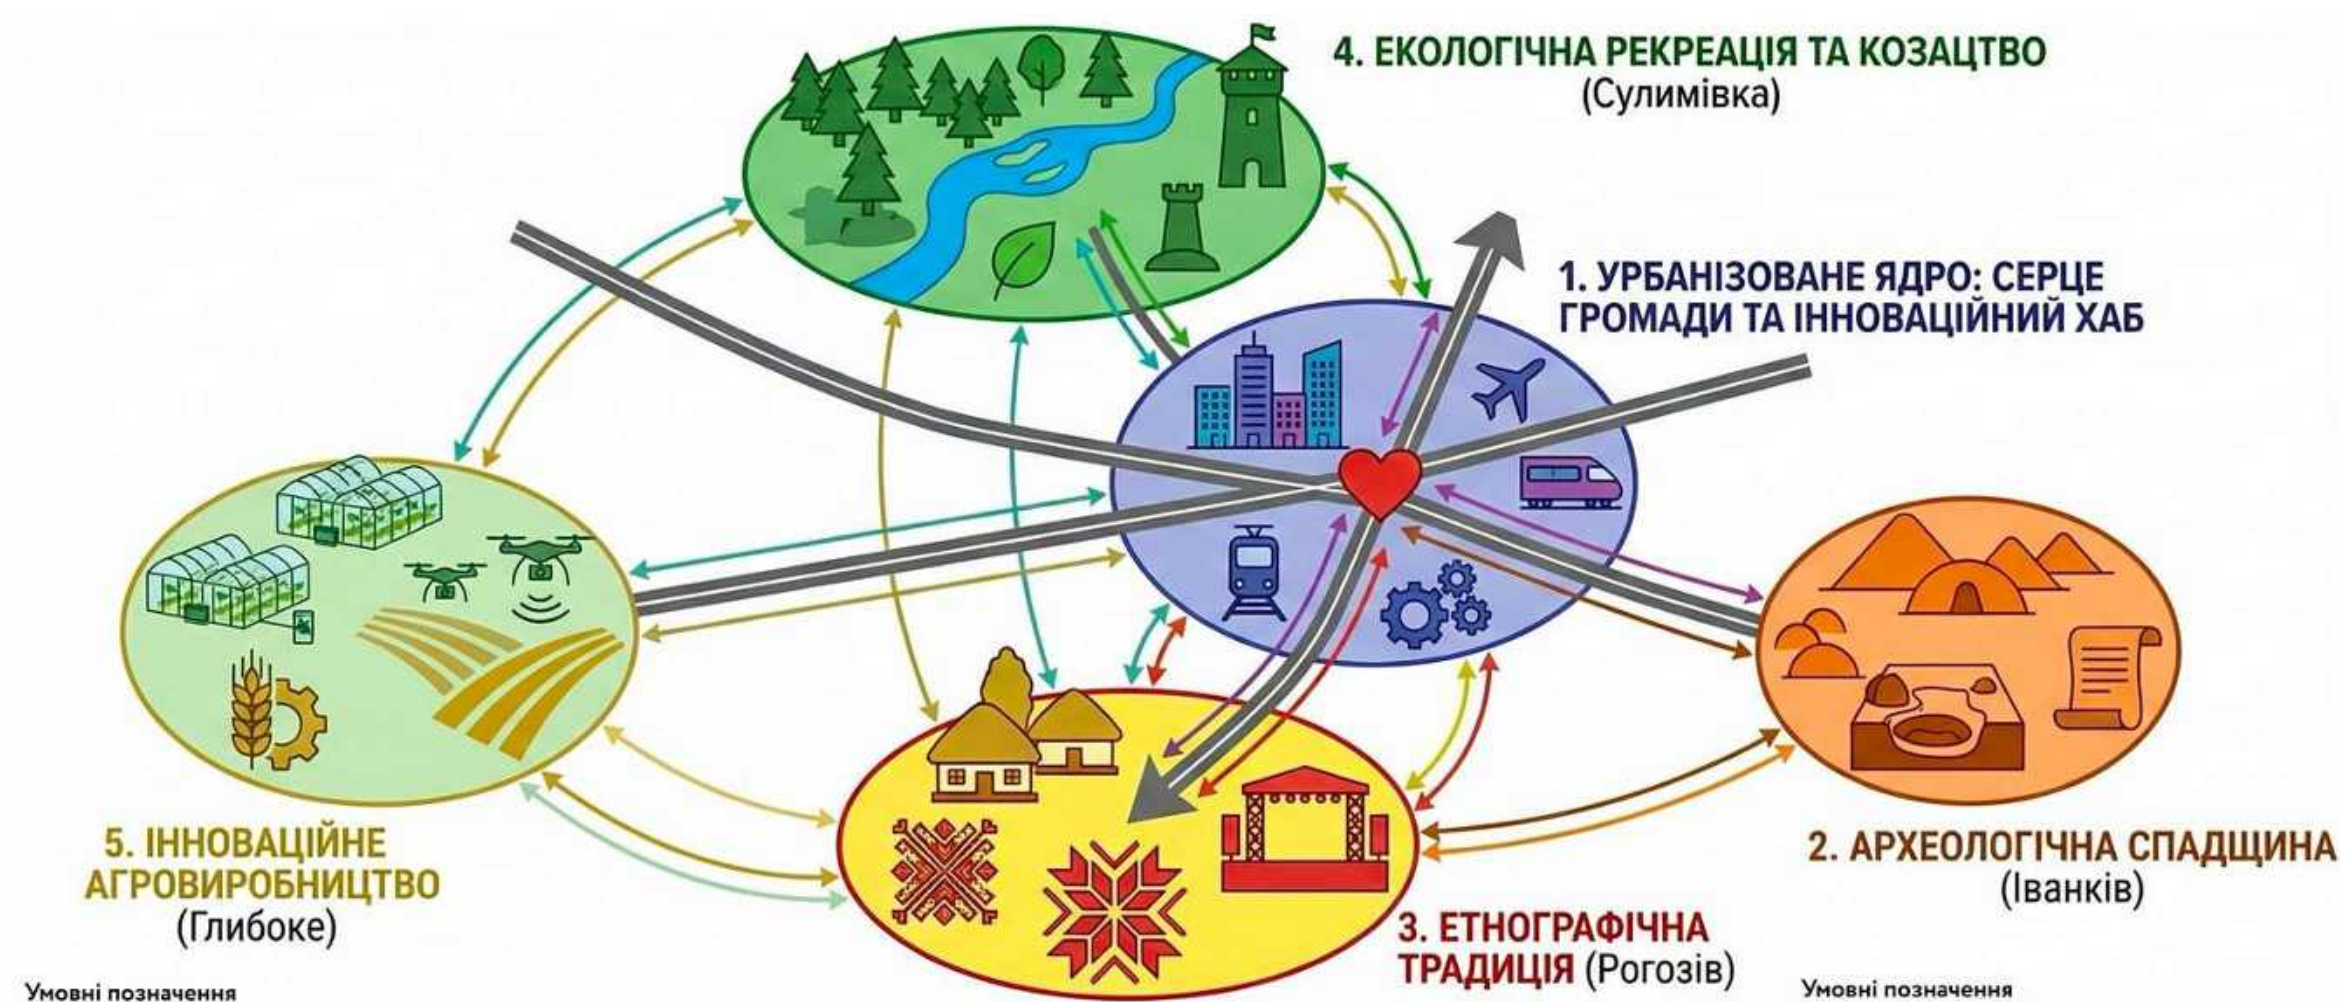 4. ЕКОЛОГІЧНА РЕКРЕАЦІЯ ТА КОЗАЦТВО
(Сулимівка)
1. УРБАНІЗОВАНЕ ЯДРО: СЕРЦЕ
ГРОМАДИ ТА ІННОВАЦІЙНИЙ ХАБ
5. ІННОВАЦІЙНЕ
АГРОВИРОБНИЦТВО
(Глибоке)
2. АРХЕОЛОГІЧНА СПАДЩИНА
(Іванків)
3. ЕТНОГРАФІЧНА
ТРАДИЦІЯ (Рогозів)
Умовні позначення
Умовні позначення